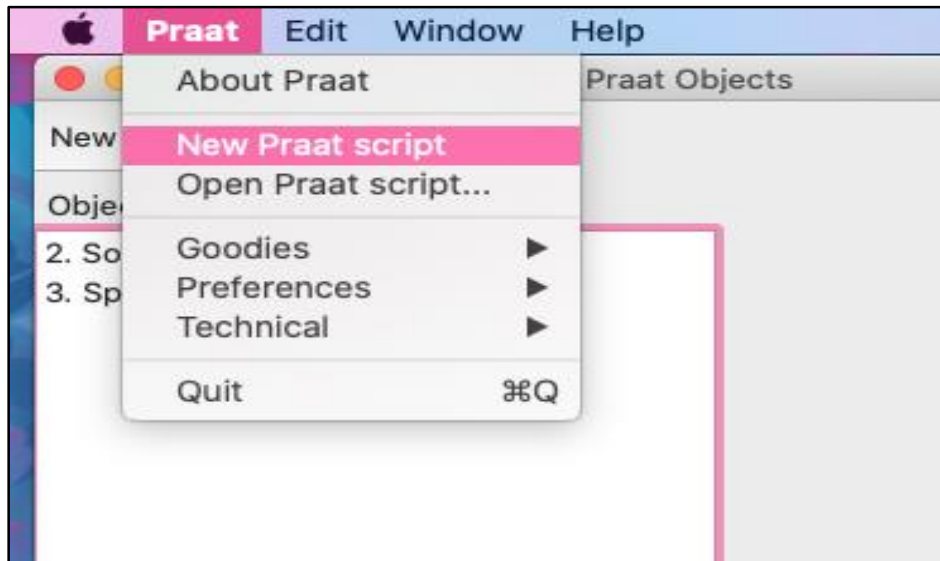 Praat Edit Window Help
About Praat
Praat Objects
New
New Praat script
Open Praat script...
Obje
2. So
Goodies ▶
3. Sp
Preferences ▶
Technical ▶
Quit ⌘Q